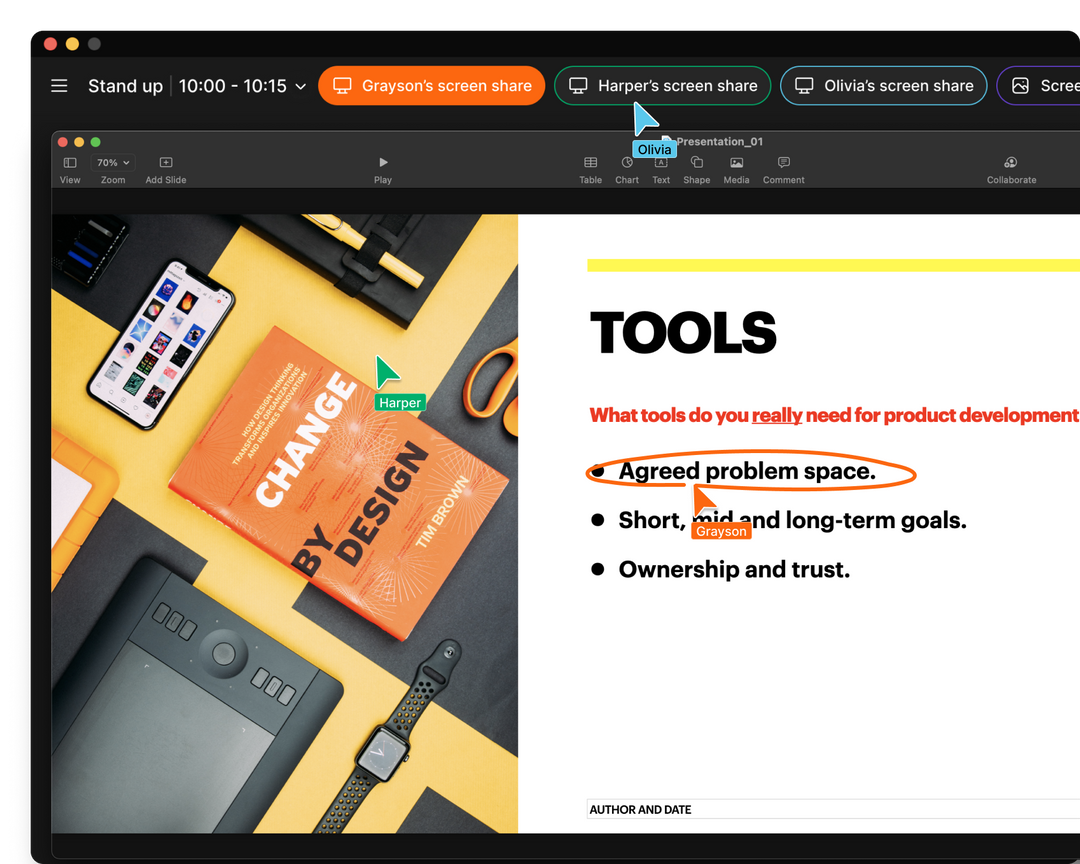 Stand up
10:00 - 10:15
Grayson's screen share
Harper's screen share
Olivia's screen share
Scree
Olivia
Presentation_01
70%
View
Zoom
Add Slide
Play
Table
Chart
Text
Shape
Media
Comment
Collaborate
HOW DESIGN THINKING
TRANSFORMS ORGANIZATIONS
AND INSPIRES INNOVATION
CHANGE
BY
DESIGN
TIM BROWN
Harper
TOOLS
What tools do you really need for product development
Agreed problem space.
Grayson
Short, mid and long-term goals.
Ownership and trust.
AUTHOR AND DATE